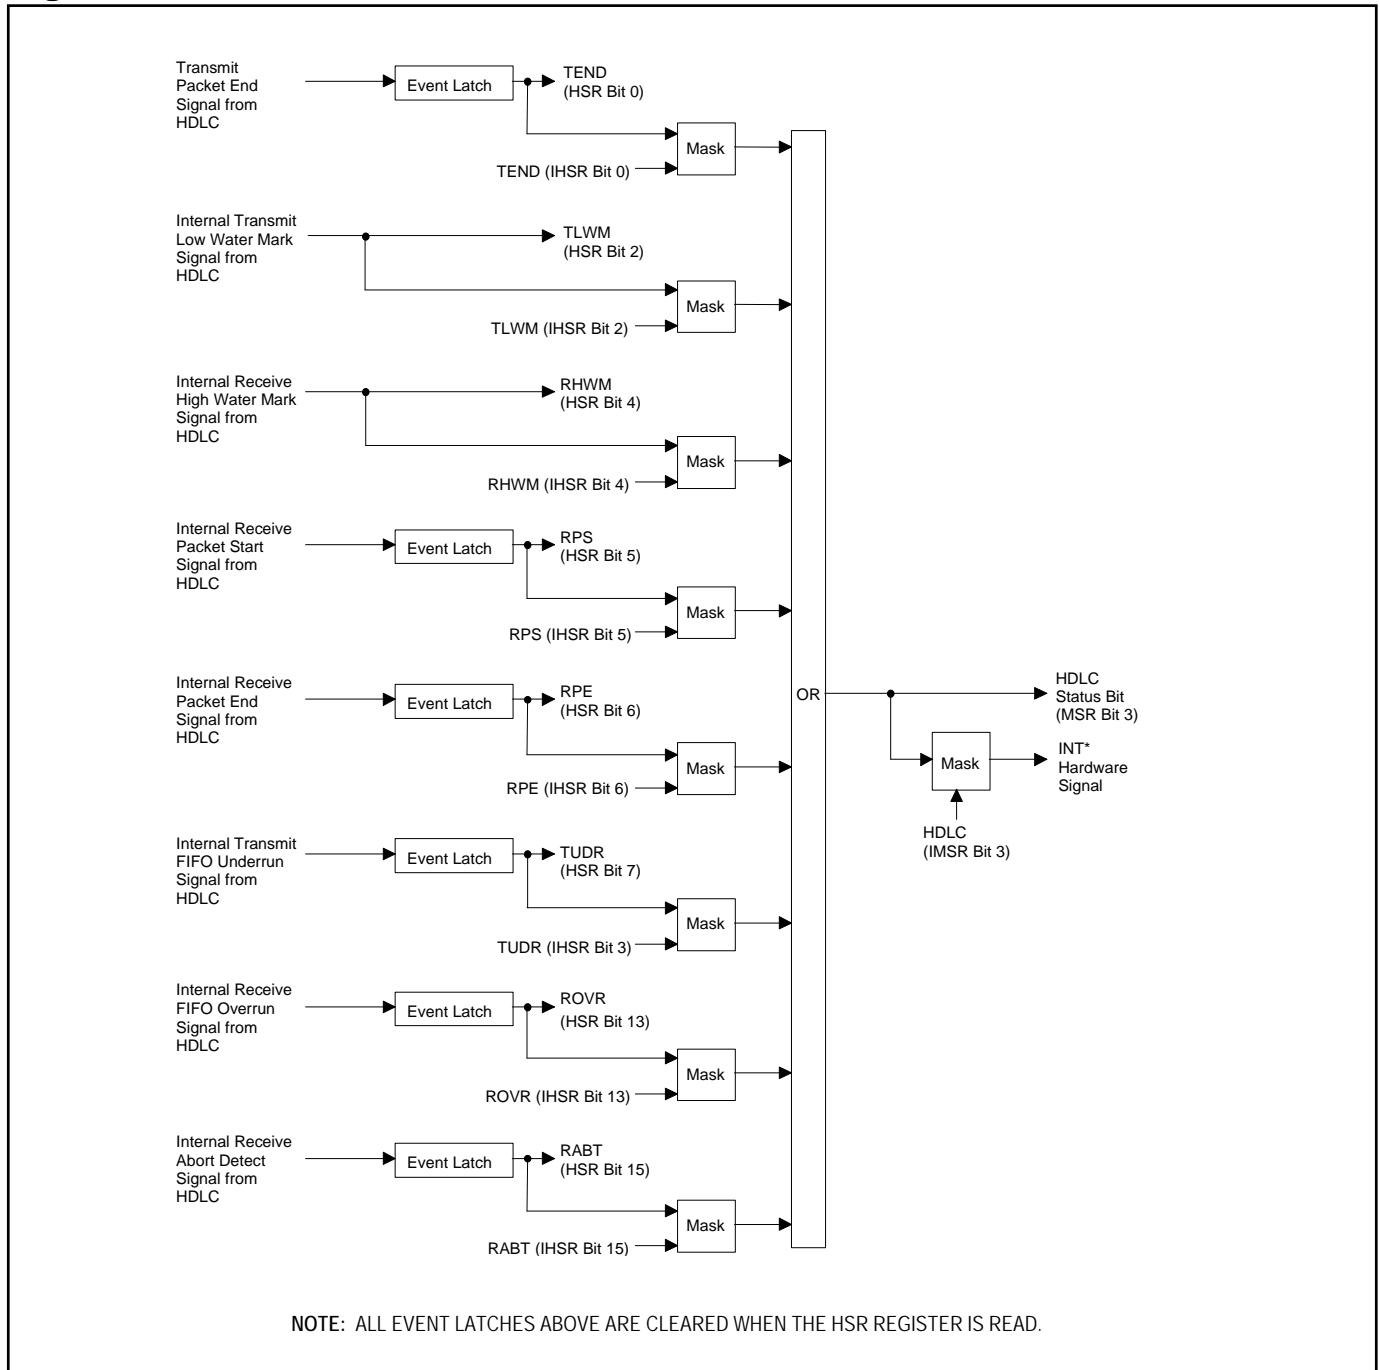 Transmit
Packet End
Signal from
HDLC
Event Latch
TEND
(HSR Bit 0)
Mask
TEND (IHSR Bit 0)
Internal Transmit
Low Water Mark
Signal from
HDLC
TLWM
(HSR Bit 2)
Mask
TLWM (IHSR Bit 2)
Internal Receive
High Water Mark
Signal from
HDLC
RHWM
(HSR Bit 4)
Mask
RHWM (IHSR Bit 4)
Internal Receive
Packet Start
Signal from
HDLC
Event Latch
RPS
(HSR Bit 5)
Mask
RPS (IHSR Bit 5)
Internal Receive
Packet End
Signal from
HDLC
Event Latch
RPE
(HSR Bit 6)
Mask
RPE (IHSR Bit 6)
Internal Transmit
FIFO Underrun
Signal from
HDLC
Event Latch
TUDR
(HSR Bit 7)
Mask
TUDR (IHSR Bit 3)
Internal Receive
FIFO Overrun
Signal from
HDLC
Event Latch
ROVR
(HSR Bit 13)
Mask
ROVR (IHSR Bit 13)
Internal Receive
Abort Detect
Signal from
HDLC
Event Latch
RABT
(HSR Bit 15)
Mask
RABT (IHSR Bit 15)
OR
HDLC
Status Bit
(MSR Bit 3)
Mask
INT*
Hardware
Signal
HDLC
(IMSR Bit 3)
NOTE: ALL EVENT LATCHES ABOVE ARE CLEARED WHEN THE HSR REGISTER IS READ.